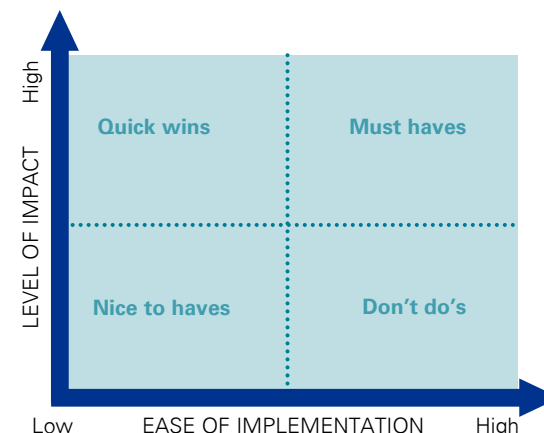 High
LEVEL OF IMPACT
Quick wins
Must haves
Nice to haves
Don’t do’s
Low
EASE OF IMPLEMENTATION
High